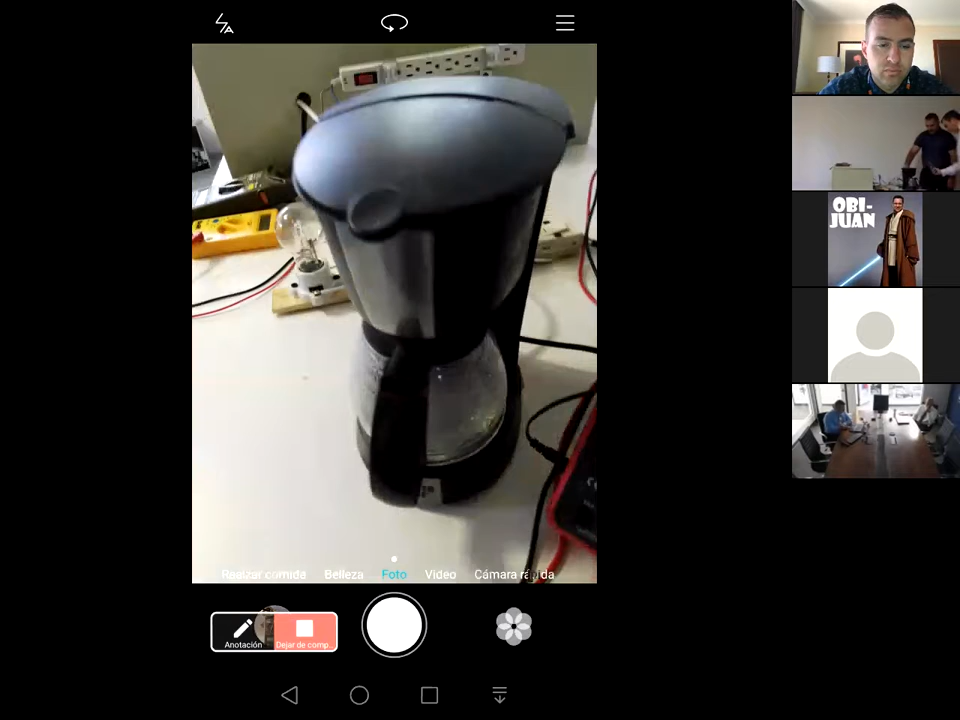 OBI-
JUAN
Realizar comida Belleza Foto Video Cámara rápida
Anotación Dejar de comp...